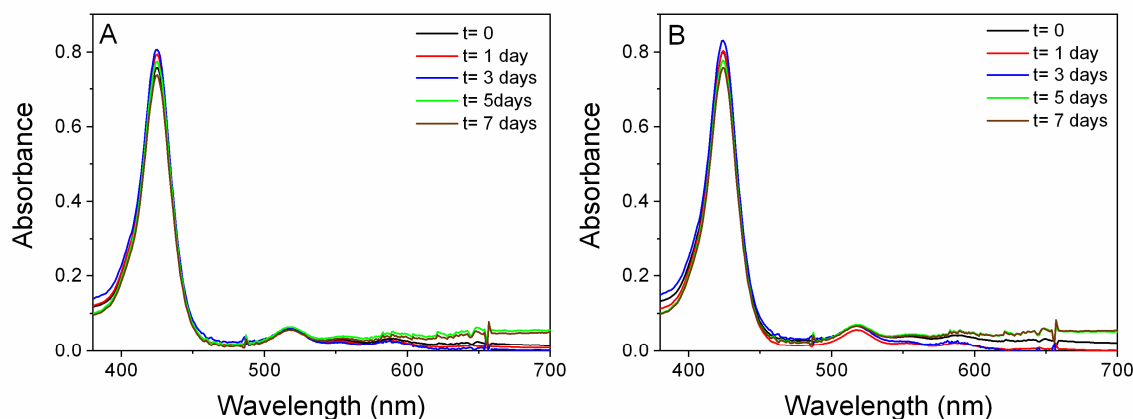 A
t= 0
t= 1 day
t= 3 days
t= 5days
t= 7 days
0.8
0.6
0.4
0.2
0.0
400
500
600
700
Absorbance
Wavelength (nm)
B
t= 0
t= 1 day
t= 3 days
t= 5 days
t= 7 days
0.8
0.6
0.4
0.2
0.0
400
500
600
700
Absorbance
Wavelength (nm)